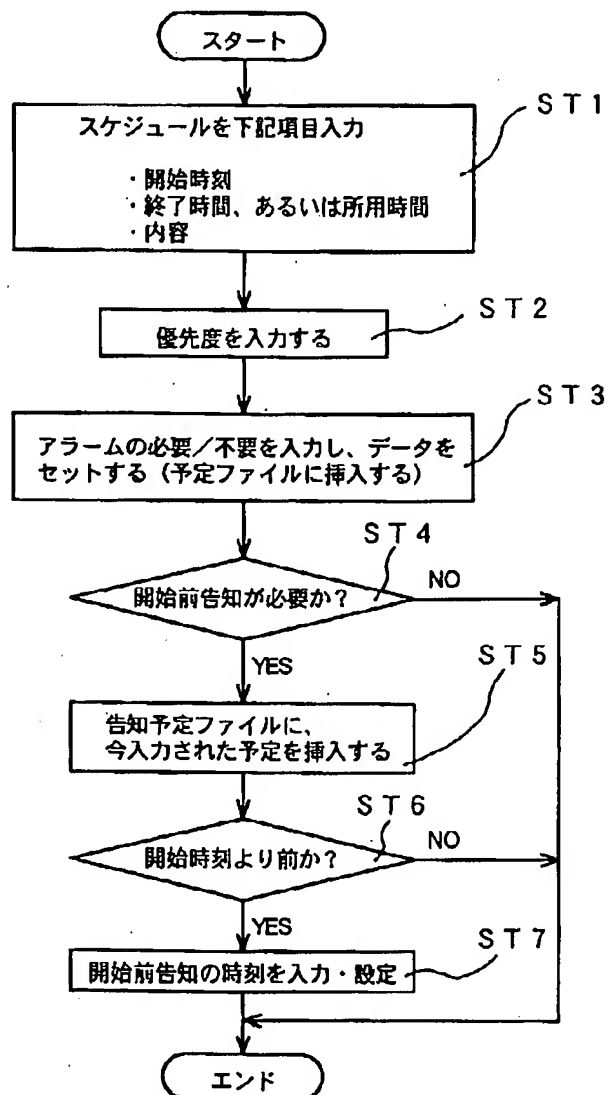 スタート
ST1
スケジュールを下記項目入力
・開始時刻
・終了時間、あるいは所用時間
・内容
ST2
優先度を入力する
ST3
アラームの必要／不要を入力し、データを
セットする（予定ファイルに挿入する）
ST4
開始前告知が必要か？
NO
YES
ST5
告知予定ファイルに、
今入力された予定を挿入する
ST6
開始時刻より前か？
NO
YES
ST7
開始前告知の時刻を入力・設定
エンド